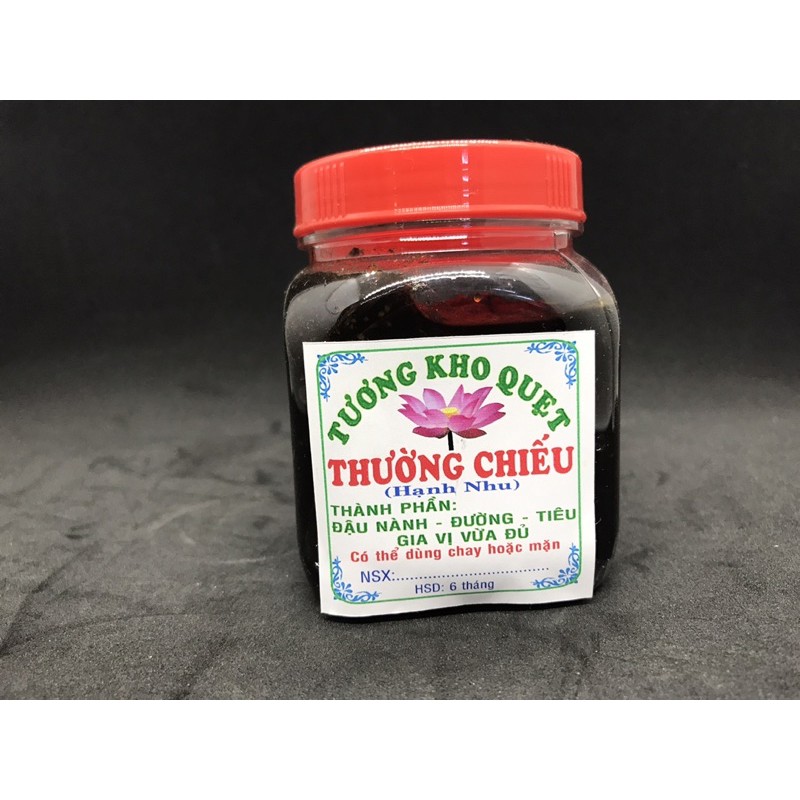 TƯƠNG KHO QUẸT
THƯỜNG CHIẾU
(Hạnh Nhu)
THÀNH PHẦN:
ĐẬU NÀNH - ĐƯỜNG - TIÊU
GIA VỊ VỪA ĐỦ
Có thể dùng chay hoặc mặn
NSX:..................................
HSD: 6 tháng